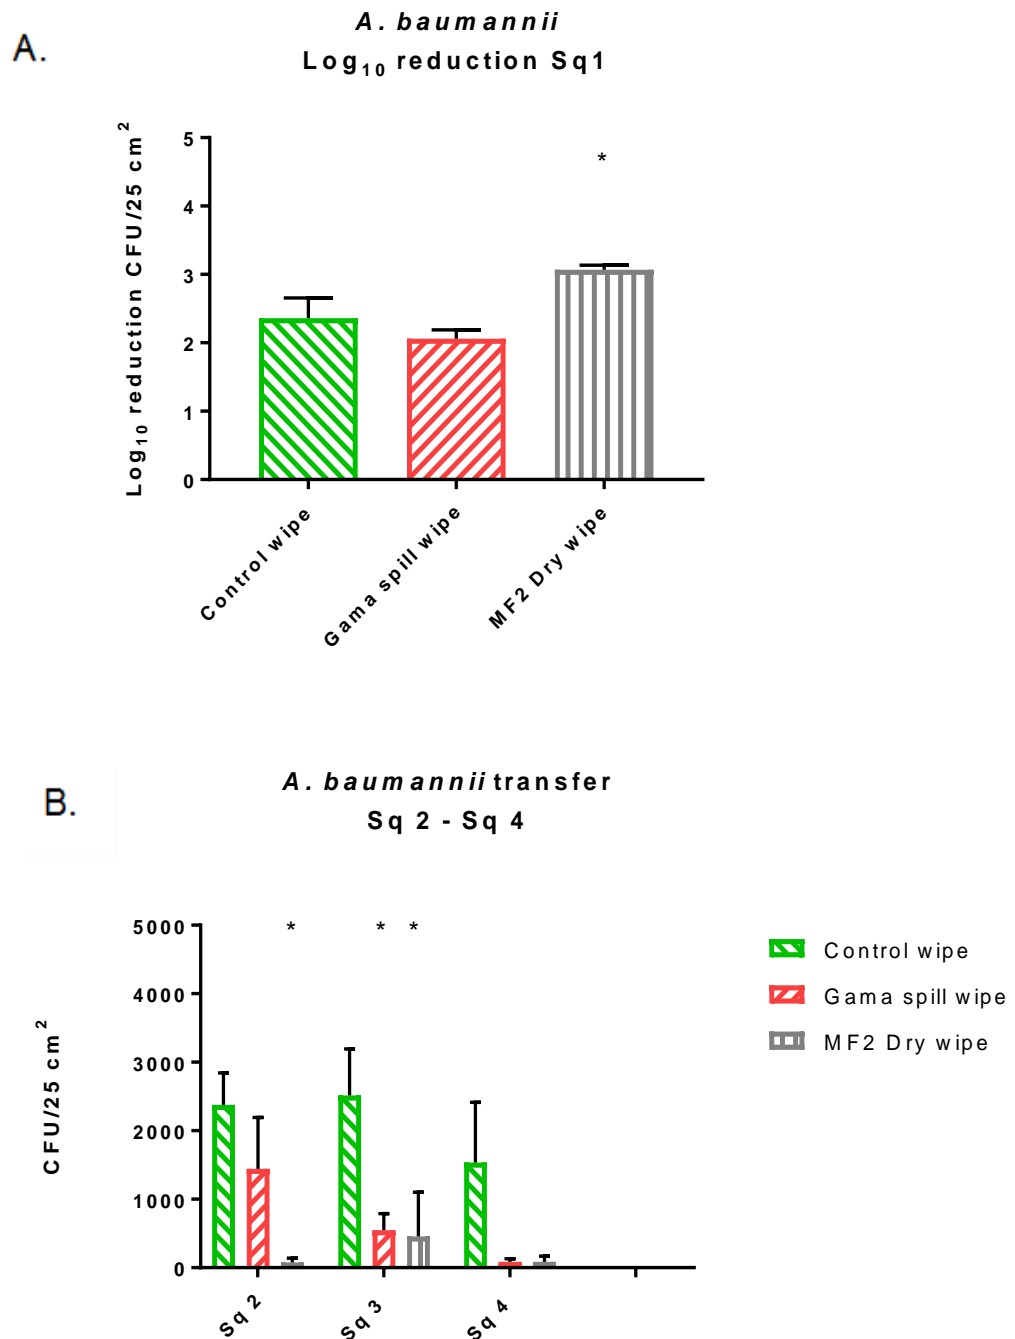 A.
A. baumannii
Log10 reduction Sq1
Log10 reduction CFU/25 cm2
5
4
3
2
1
0
*
Control wipe
Gama spill wipe
MF2 Dry wipe
B.
A. baumannii transfer
Sq 2 - Sq 4
CFU/25 cm2
5000
4000
3000
2000
1000
0
* * *
Sq 2
Sq 3
Sq 4
Control wipe
Gama spill wipe
MF2 Dry wipe